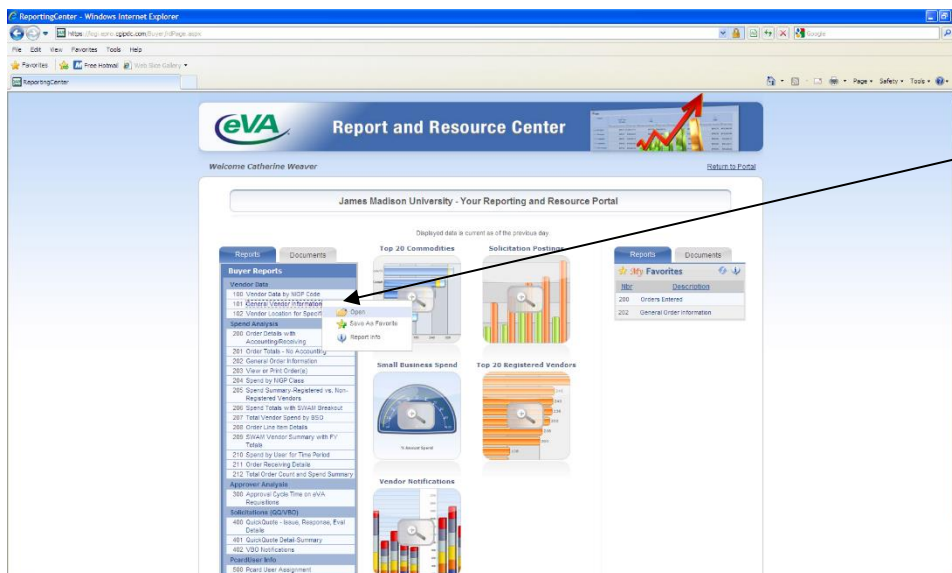 ReportingCenter - Windows Internet Explorer
Google
File Edit View Favorites Tools Help
Favorites Free Hotmail Web Slice Gallery
ReportingCenter
Page Safety Tools
eVA
Report and Resource Center
Welcome Catherine Weaver
Return to Portal
James Madison University - Your Reporting and Resource Portal
Displayed data is current as of the previous day
Reports Documents
Buyer Reports
Vendor Data
100 Vendor Data by NIGP Code
101 General Vendor Information
102 Vendor Location for Specifi
Open
Save As Favorite
Report Info
Spend Analysis
200 Order Details with
Accounting/Receiving
201 Order Totals - No Accounting
202 General Order Information
203 View or Print Order(s)
204 Spend by NIGP Class
205 Spend Summary Registered vs. Non-
Registered Vendors
206 Spend Totals with SWAM Breakout
207 Total Vendor Spend by BSO
208 Order Line Item Details
209 SWAM Vendor Summary with FY
Totals
210 Spend by User for Time Period
211 Order Receiving Details
212 Total Order Count and Spend Summary
Approver Analysis
300 Approval Cycle Time on eVA
Requisitions
Solicitations (QQ/VBO)
400 QuickQuote - Issue, Response, Eval
Details
401 QuickQuote Detail-Summary
402 VBO Notifications
PcardUser Info
500 Pcard User Assignment
Top 20 Commodities
Solicitation Postings
Small Business Spend
Top 20 Registered Vendors
Vendor Notifications
Reports Documents
My Favorites
Nbr Description
200 Orders Entered
202 General Order Information